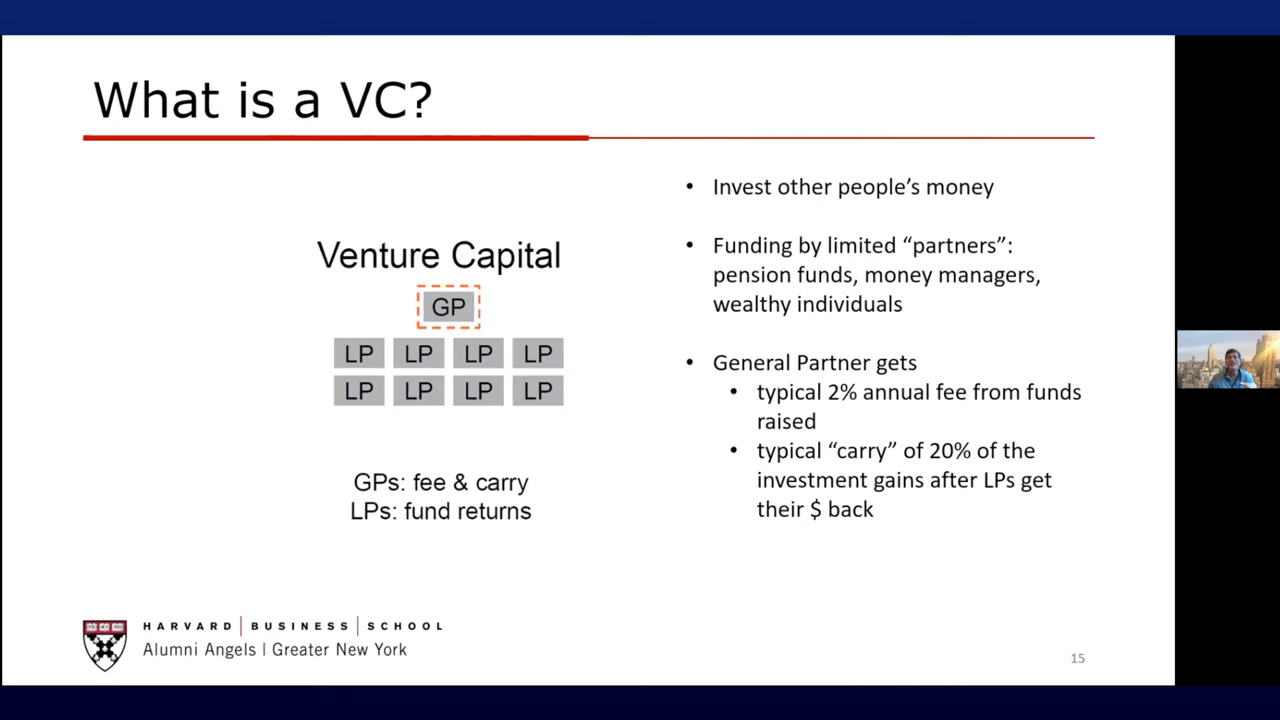 What is a VC?
Venture Capital
GP
LP LP LP LP
LP LP LP LP
GPs: fee & carry
LPs: fund returns
• Invest other people’s money
• Funding by limited “partners”:
pension funds, money managers,
wealthy individuals
• General Partner gets
• typical 2% annual fee from funds
raised
• typical “carry” of 20% of the
investment gains after LPs get
their $ back
HARVARD | BUSINESS | SCHOOL
Alumni Angels | Greater New York
15